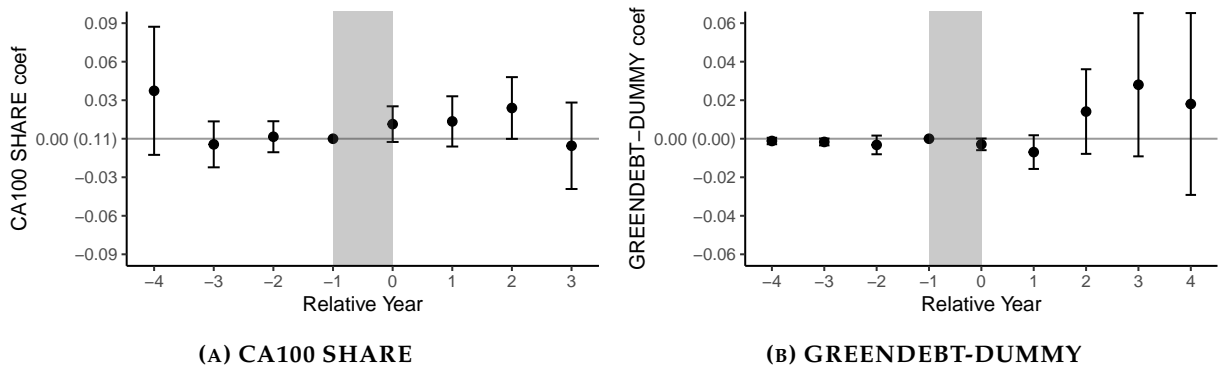 CA100 SHARE coef
0.09
0.06
0.03
0.00 (0.11)
−0.03
−0.06
−0.09
−4 −3 −2 −1 0 1 2 3
Relative Year
(A) CA100 SHARE
GREENDEBT−DUMMY coef
0.06
0.04
0.02
0.00 (0.00)
−0.02
−0.04
−0.06
−4 −3 −2 −1 0 1 2 3 4
Relative Year
(B) GREENDEBT-DUMMY